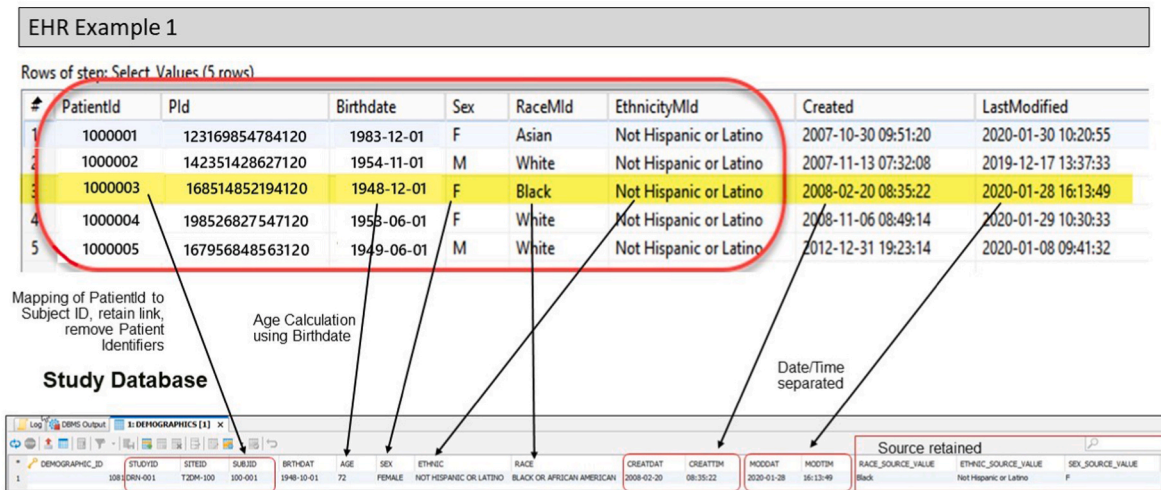 EHR Example 1
Rows of step: Select Values (5 rows)
PatientId PId Birthdate Sex RaceMId EthnicityMId Created LastModified
1 1000001 123169854784120 1983-12-01 F Asian Not Hispanic or Latino 2007-10-30 09:51:20 2020-01-30 10:20:55
2 1000002 142351428627120 1954-11-01 M White Not Hispanic or Latino 2007-11-13 07:32:08 2019-12-17 13:37:33
3 1000003 168514852194120 1948-12-01 F Black Not Hispanic or Latino 2008-02-20 08:35:22 2020-01-28 16:13:49
4 1000004 198526827547120 1953-06-01 F White Not Hispanic or Latino 2008-11-06 08:49:14 2020-01-29 10:30:33
5 1000005 167956848563120 1949-06-01 M White Not Hispanic or Latino 2012-12-31 19:23:14 2020-01-08 09:41:32
Mapping of PatientId to
Subject ID, retain link,
remove Patient
Identifiers
Age Calculation
using Birthdate
Date/Time
separated
Study Database
Log DBMS Output 1: DEMOGRAPHICS [1] x
Source retained
DEMOGRAPHIC_ID STUDYID SITEID SUBJID BRTHDAT AGE SEX ETHNIC RACE CREATDAT CREATTIM MODDAT MODTIM RACE_SOURCE_VALUE ETHNIC_SOURCE_VALUE SEX_SOURCE_VALUE
1 1081 DRN-001 T2DM-100 100-001 1948-10-01 72 FEMALE NOT HISPANIC OR LATINO BLACK OR AFRICAN AMERICAN 2008-02-20 08:35:22 2020-01-28 16:13:49 Black Not Hispanic or Latino F